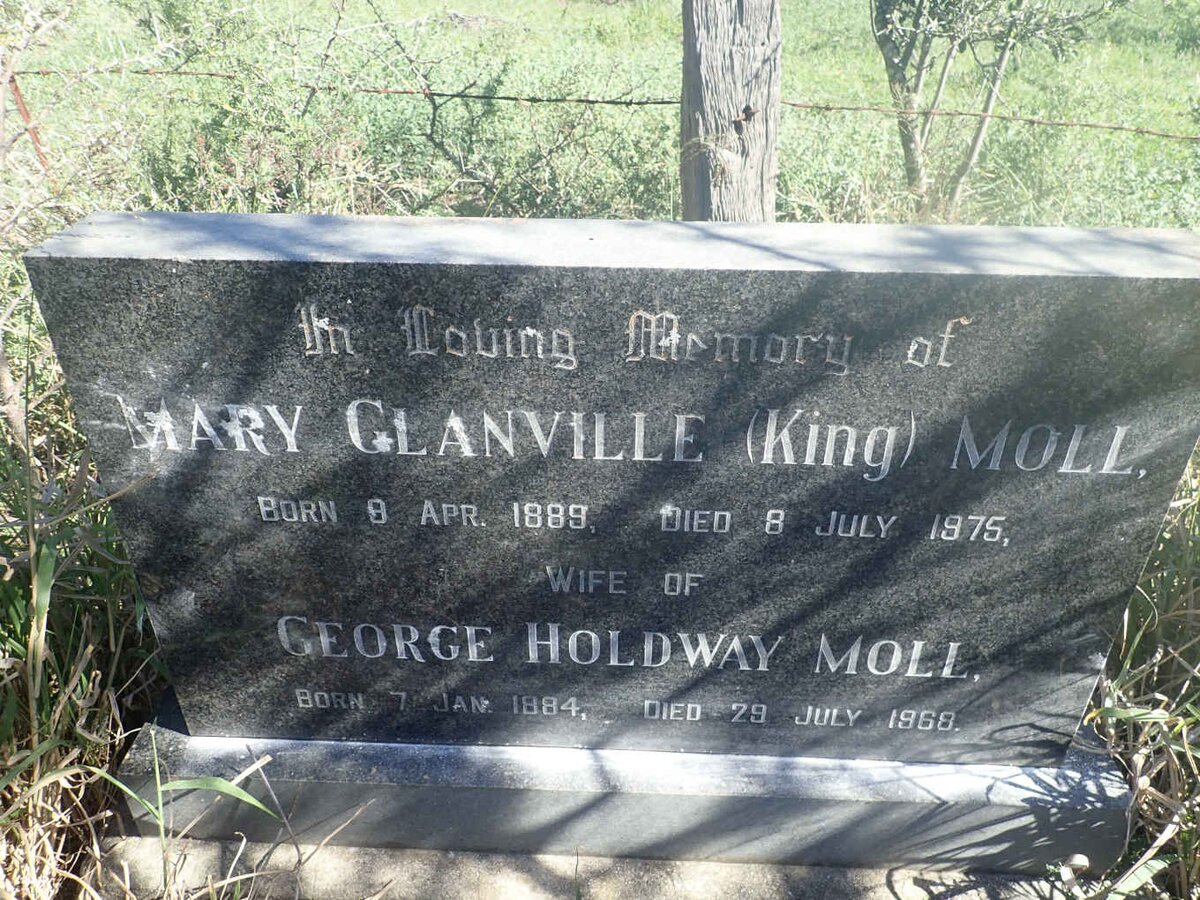 In Loving Memory of
MARY GLANVILLE (King) MOLL,
BORN 9 APR. 1889, DIED 8 JULY 1975,
WIFE OF
GEORGE HOLDWAY MOLL,
BORN 7 JAN. 1884, DIED 29 JULY 1968.